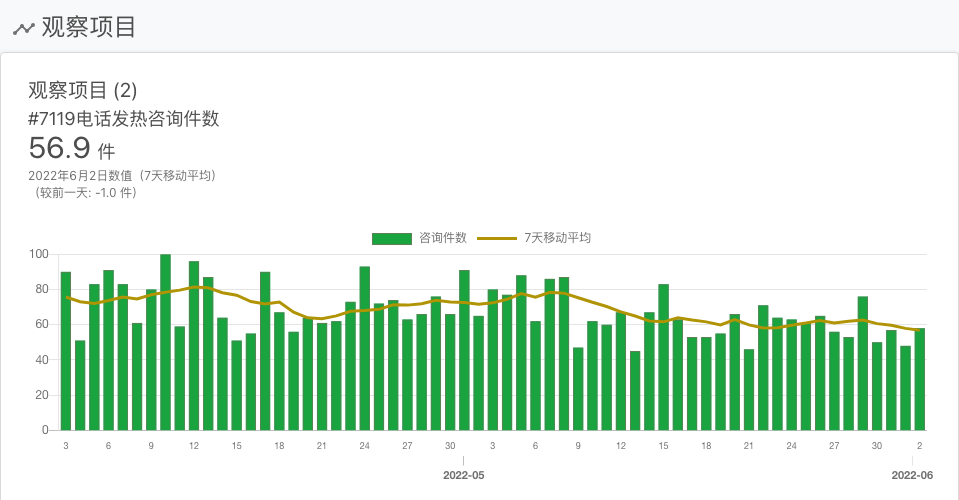 观察项目
观察项目 (2)
#7119电话发热咨询件数
56.9 件
2022年6月2日数值（7天移动平均）
（较前一天: -1.0 件）
咨询件数 7天移动平均
100
80
60
40
20
0
3 6 9 12 15 18 21 24 27 30 3 6 9 12 15 18 21 24 27 30 2
2022-05 2022-06